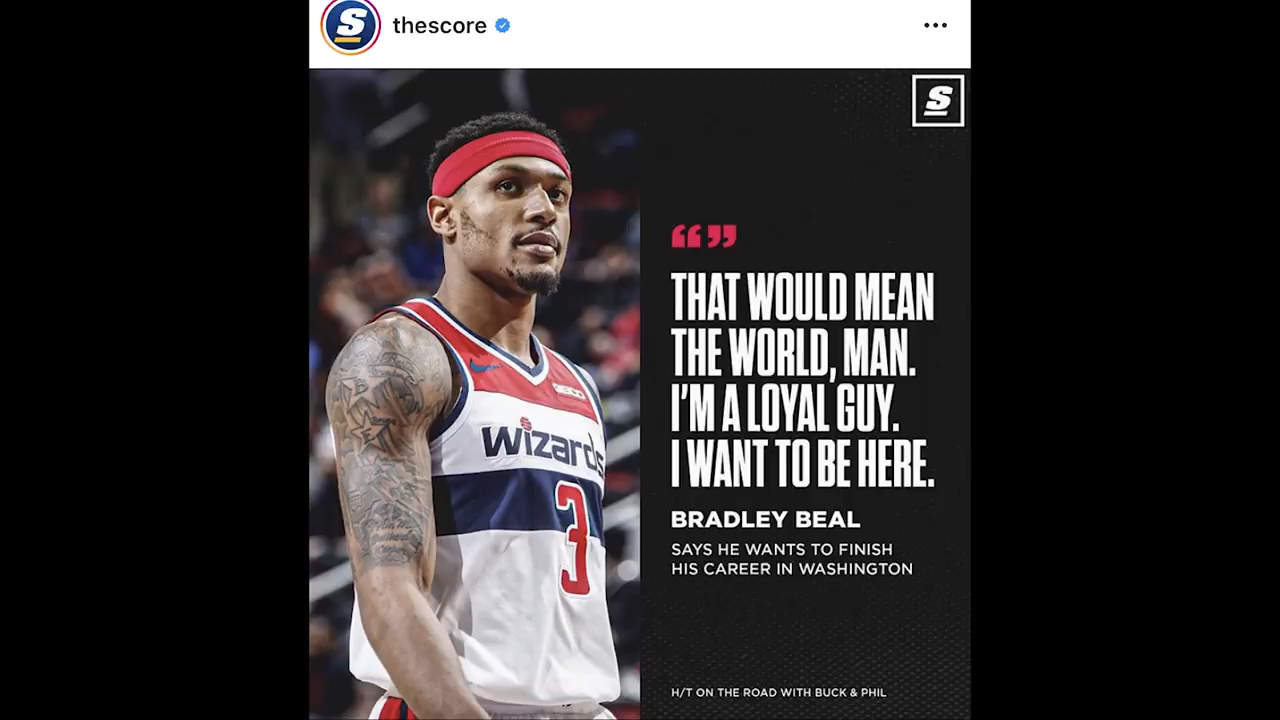 thescore
S
“”
THAT WOULD MEAN
THE WORLD, MAN.
I'M A LOYAL GUY.
I WANT TO BE HERE.
BRADLEY BEAL
SAYS HE WANTS TO FINISH
HIS CAREER IN WASHINGTON
H/T ON THE ROAD WITH BUCK & PHIL
GEICO
wizards
3